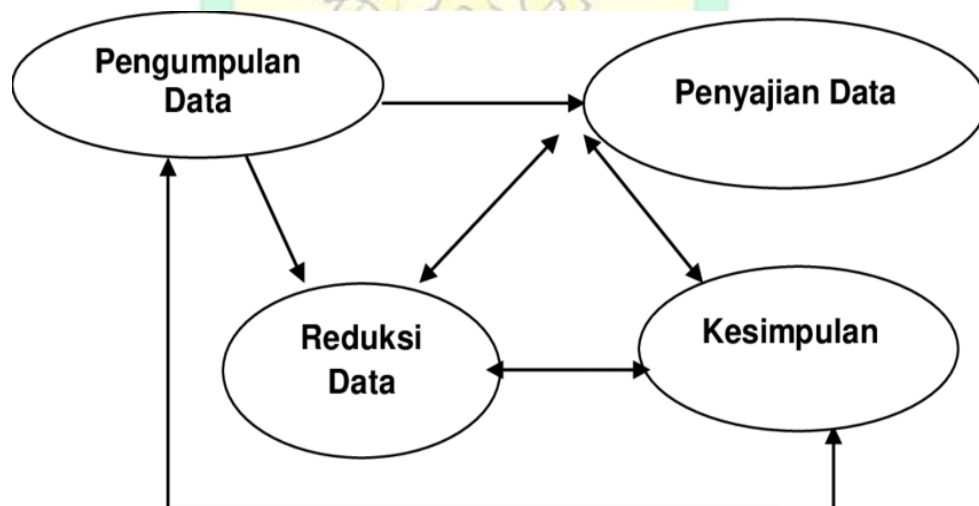 Pengumpulan
Data
Penyajian Data
Reduksi
Data
Kesimpulan